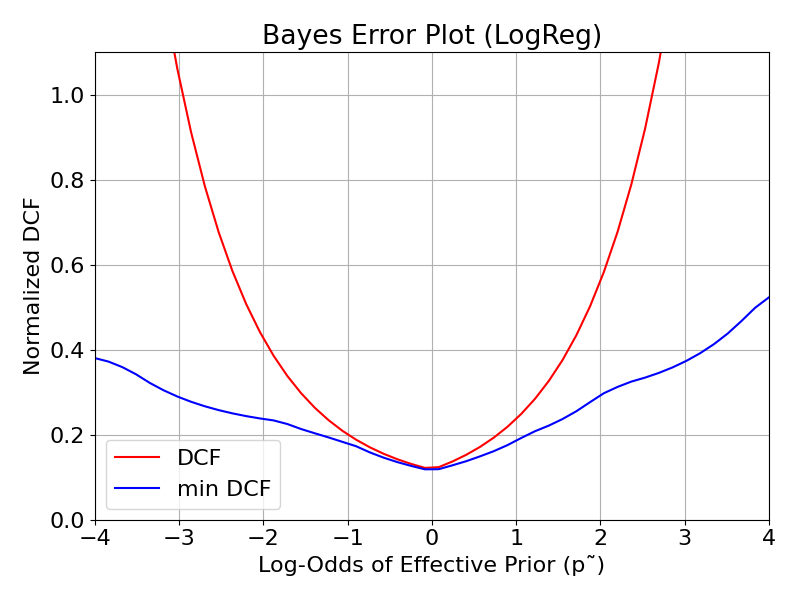 Bayes Error Plot (LogReg)
Normalized DCF
1.0
0.8
0.6
0.4
0.2
0.0
DCF
min DCF
−4 −3 −2 −1 0 1 2 3 4
Log-Odds of Effective Prior (p˜)